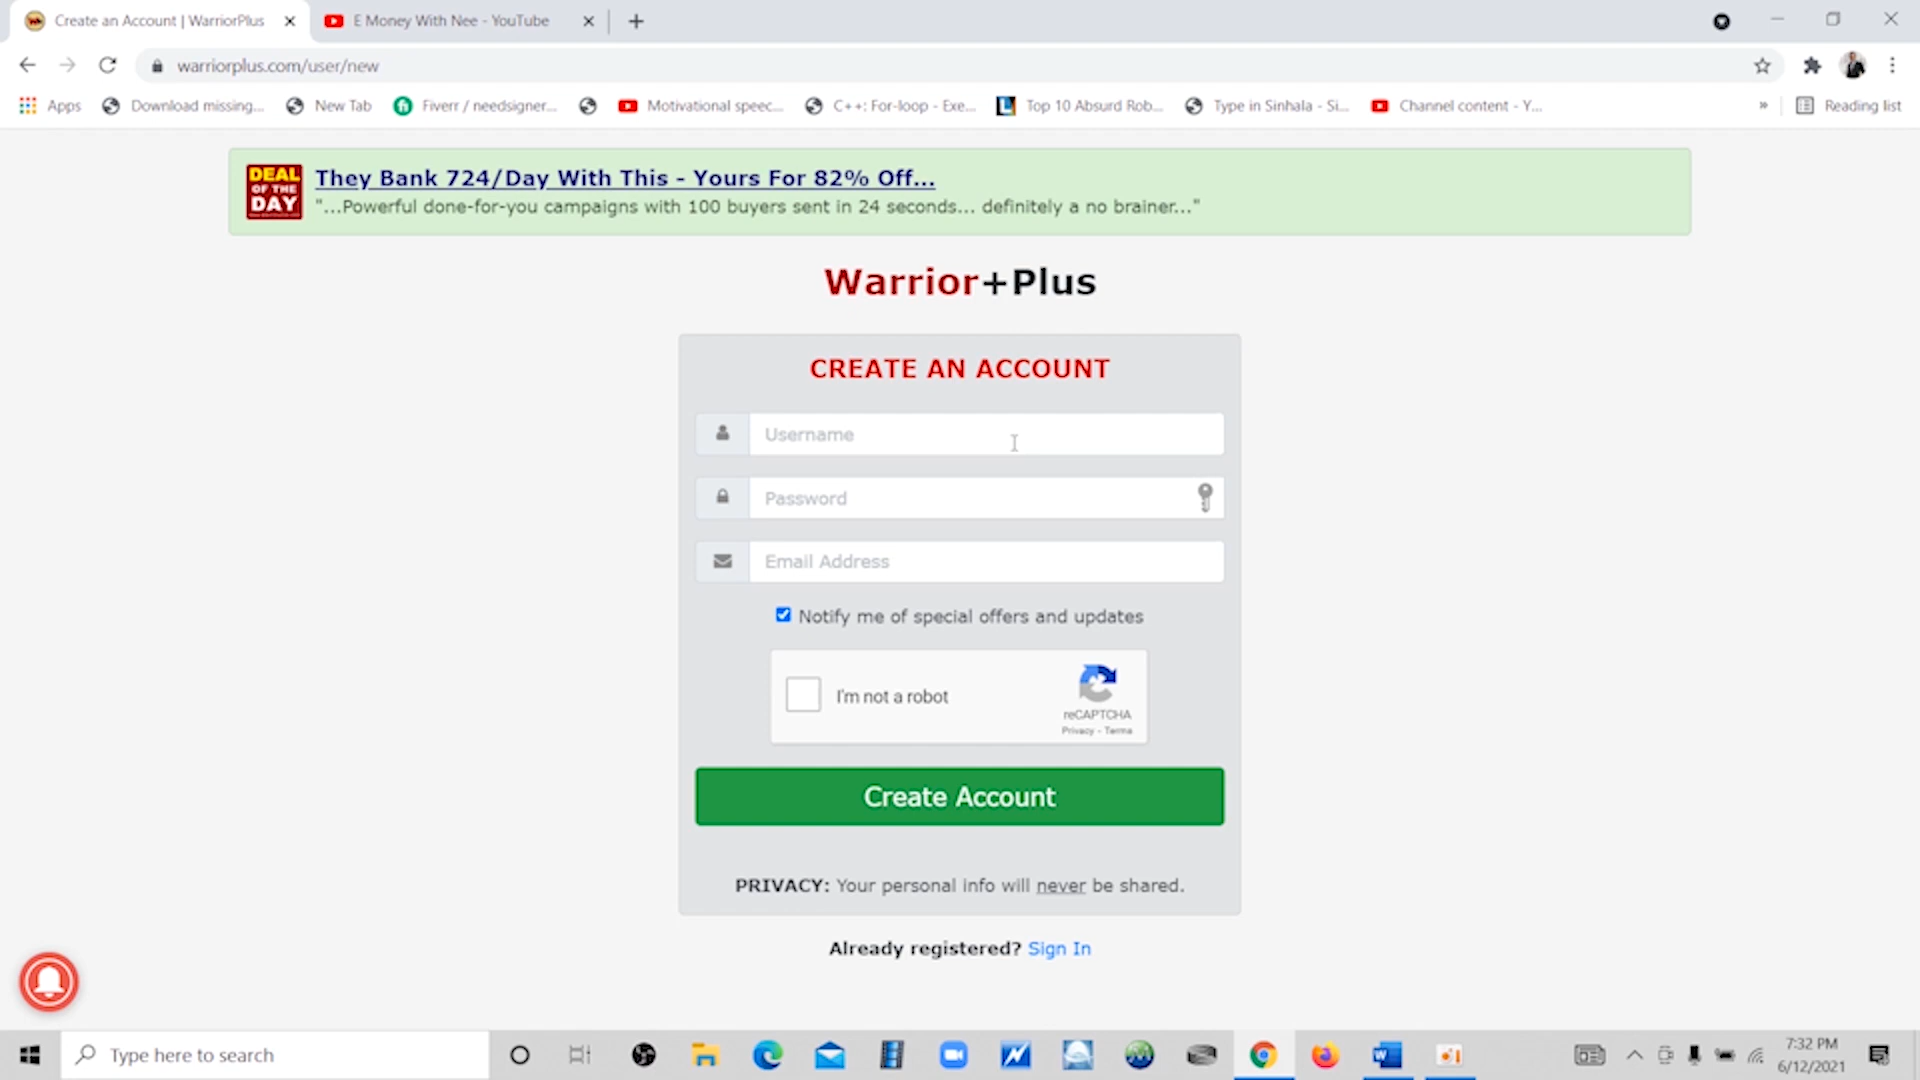 Create an Account | WarriorPlus
E Money With Nee - YouTube
warriorplus.com/user/new
Apps
Download missing...
New Tab
Fiverr / needsigner...
Motivational speec...
C++: For-loop - Exe...
Top 10 Absurd Rob...
Type in Sinhala - Si...
Channel content - Y...
»
Reading list
DEAL
OF THE
DAY
They Bank 724/Day With This - Yours For 82% Off...
"...Powerful done-for-you campaigns with 100 buyers sent in 24 seconds... definitely a no brainer..."
Warrior+Plus
CREATE AN ACCOUNT
Username
Password
Email Address
Notify me of special offers and updates
I'm not a robot
reCAPTCHA
Privacy - Terms
Create Account
PRIVACY: Your personal info will never be shared.
Already registered? Sign In
Type here to search
7:32 PM
6/12/2021